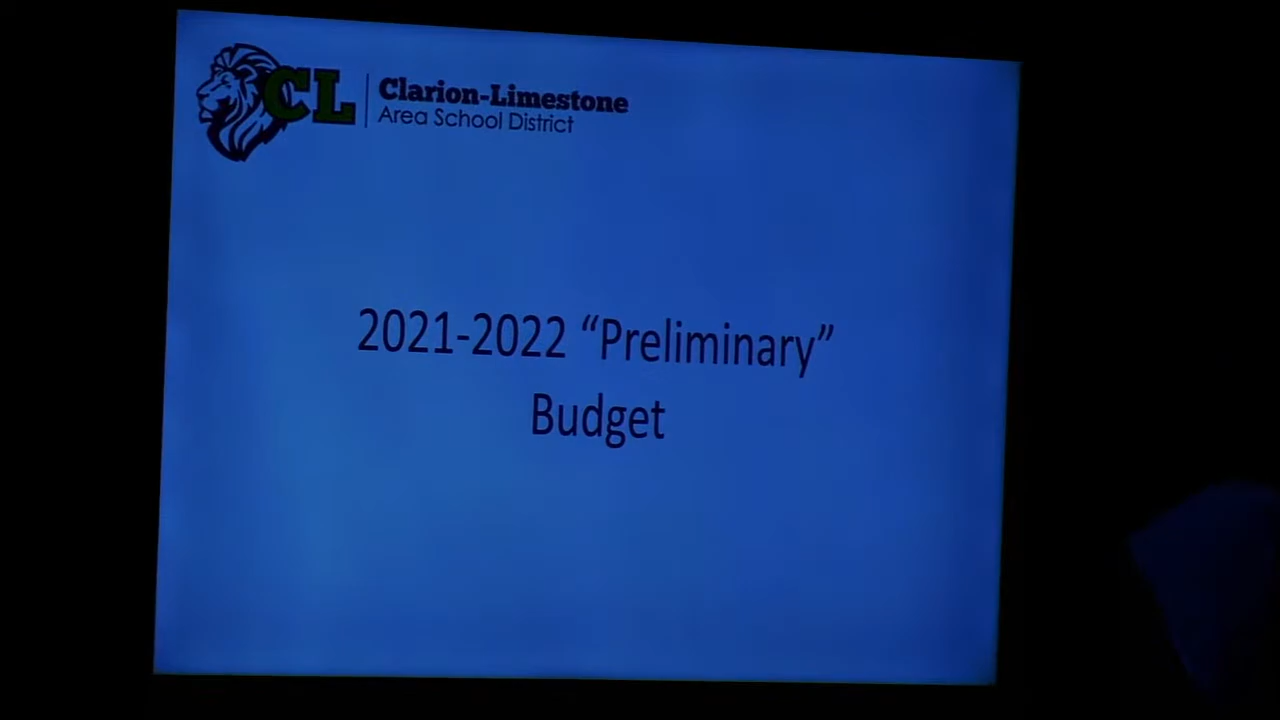 CL
Clarion-Limestone
Area School District
2021-2022 “Preliminary”
Budget